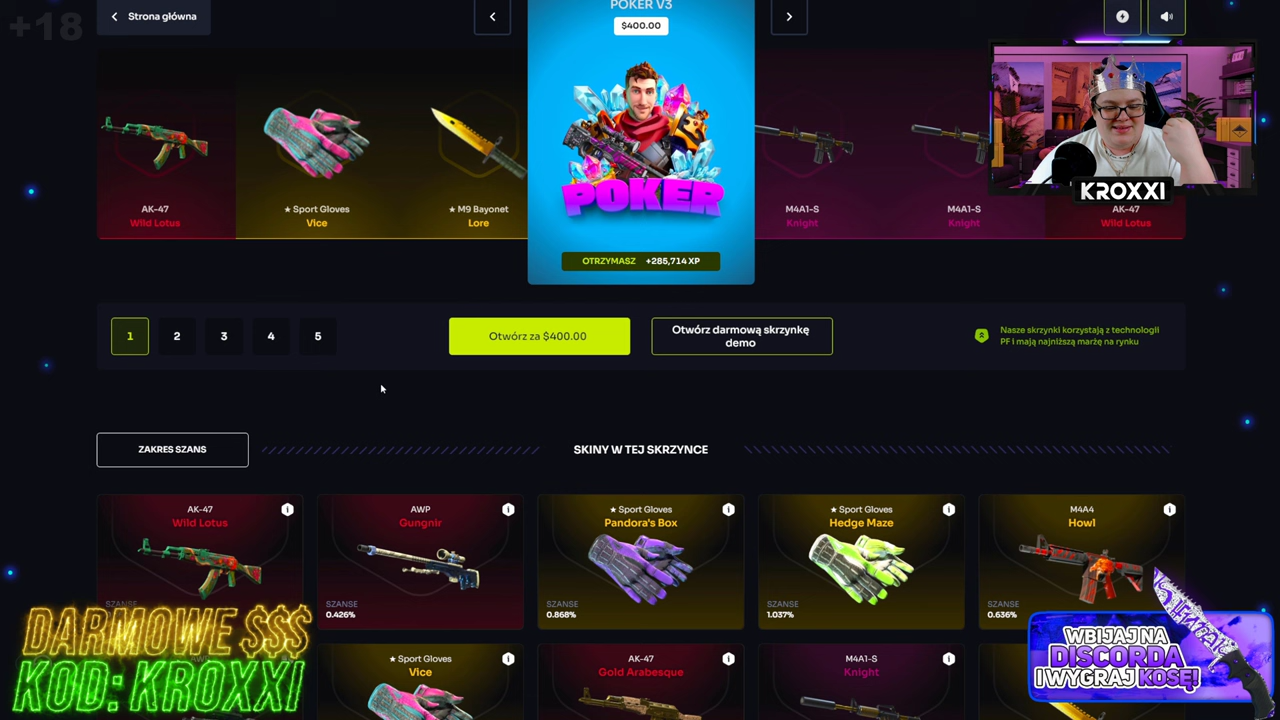 +18
Strona główna
POKER V3
$400.00
POKER
OTRZYMASZ +285,714 XP
AK-47
Wild Lotus
★ Sport Gloves
Vice
★ M9 Bayonet
Lore
M4A1-S
Knight
M4A1-S
Knight
AK-47
Wild Lotus
KROXXI
1
2
3
4
5
Otwórz za $400.00
Otwórz darmową skrzynkę
demo
Nasze skrzynki korzystają z technologii
PF i mają najniższą marżę na rynku
ZAKRES SZANS
SKINY W TEJ SKRZYNCE
AK-47
Wild Lotus
SZANSE
AWP
Gungnir
SZANSE
0.426%
★ Sport Gloves
Pandora's Box
SZANSE
0.868%
★ Sport Gloves
Hedge Maze
SZANSE
1.037%
M4A4
Howl
SZANSE
0.636%
★ Sport Gloves
Vice
AK-47
Gold Arabesque
M4A1-S
Knight
DARMOWE $$$
KOD: KROXXI
WBIJAJ NA
DISCORDA
I WYGRAJ KOSĘ!